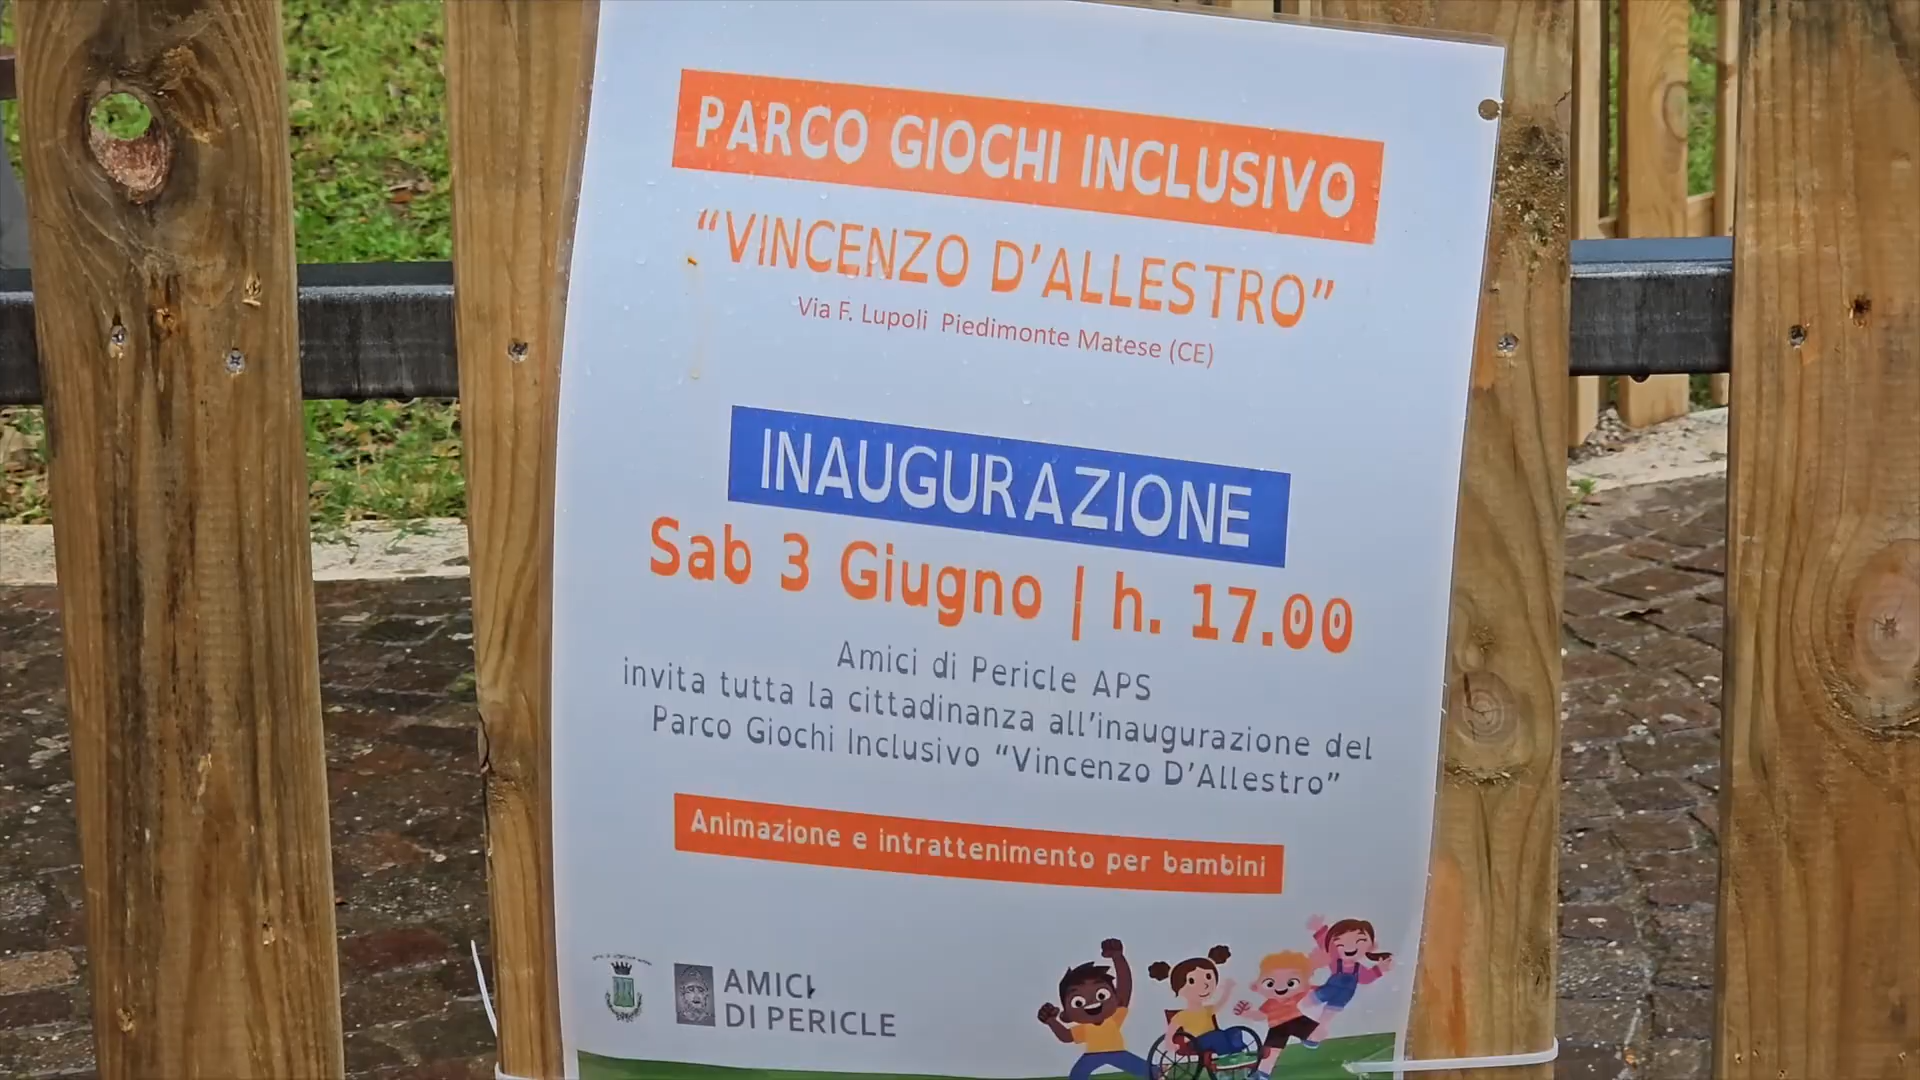 PARCO GIOCHI INCLUSIVO
“VINCENZO D’ALLESTRO”
Via F. Lupoli Piedimonte Matese (CE)
INAUGURAZIONE
Sab 3 Giugno | h. 17.00
Amici di Pericle APS
invita tutta la cittadinanza all’inaugurazione del
Parco Giochi Inclusivo “Vincenzo D’Allestro”
Animazione e intrattenimento per bambini
AMICI
DI PERICLE